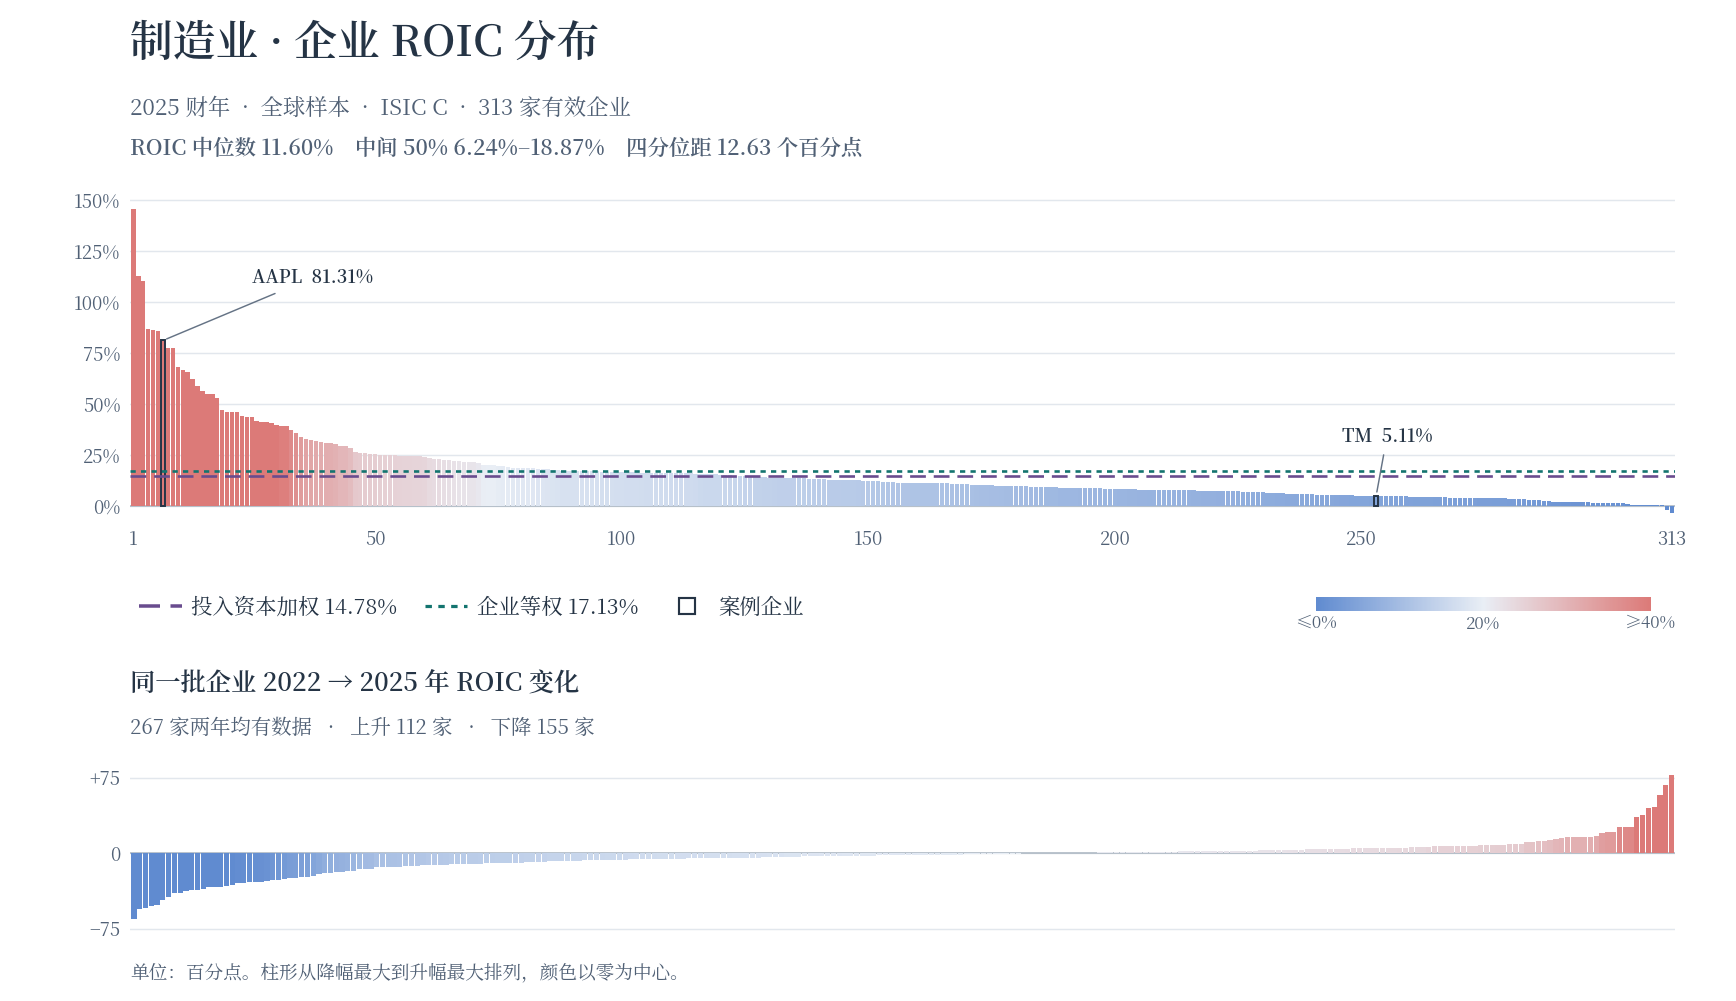 制造业 · 企业 ROIC 分布
2025 财年 · 全球样本 · ISIC C · 313 家有效企业
ROIC 中位数 11.60% 中间 50% 6.24%–18.87% 四分位距 12.63 个百分点
150%
125%
AAPL 81.31%
100%
75%
50%
TM 5.11%
25%
0%
1 50 100 150 200 250 313
投入资本加权 14.78% 企业等权 17.13% 案例企业
≤0% 20% ≥40%
同一批企业 2022 → 2025 年 ROIC 变化
267 家两年均有数据 · 上升 112 家 · 下降 155 家
+75
0
−75
单位：百分点。柱形从降幅最大到升幅最大排列，颜色以零为中心。